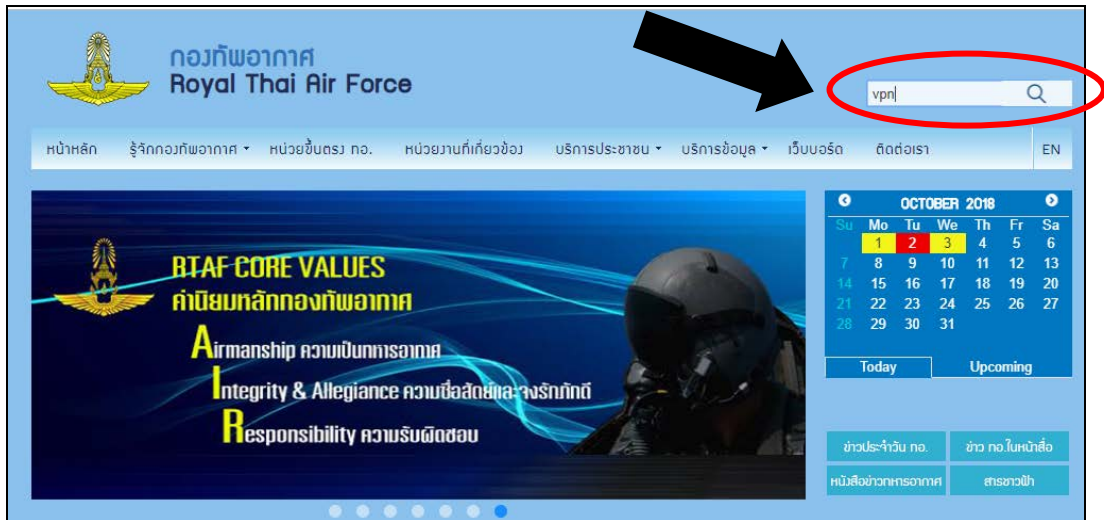 กองทัพอากาศ
Royal Thai Air Force
vpn
หน้าหลัก รู้จักกองทัพอากาศ หน่วยขึ้นตรง ทอ. หน่วยงานที่เกี่ยวข้อง บริการประชาชน บริการข้อมูล เว็บบอร์ด ติดต่อเรา EN
RTAF CORE VALUES
ค่านิยมหลักกองทัพอากาศ
Airmanship ความเป็นทหารอากาศ
Integrity & Allegiance ความซื่อสัตย์และจงรักภักดี
Responsibility ความรับผิดชอบ
OCTOBER 2018
Su Mo Tu We Th Fr Sa
1 2 3 4 5 6
7 8 9 10 11 12 13
14 15 16 17 18 19 20
21 22 23 24 25 26 27
28 29 30 31
Today Upcoming
ข่าวประจำวัน ทอ. ข่าว ทอ.ในหน้าสื่อ
หนังสือข่าวทหารอากาศ สารชาวฟ้า